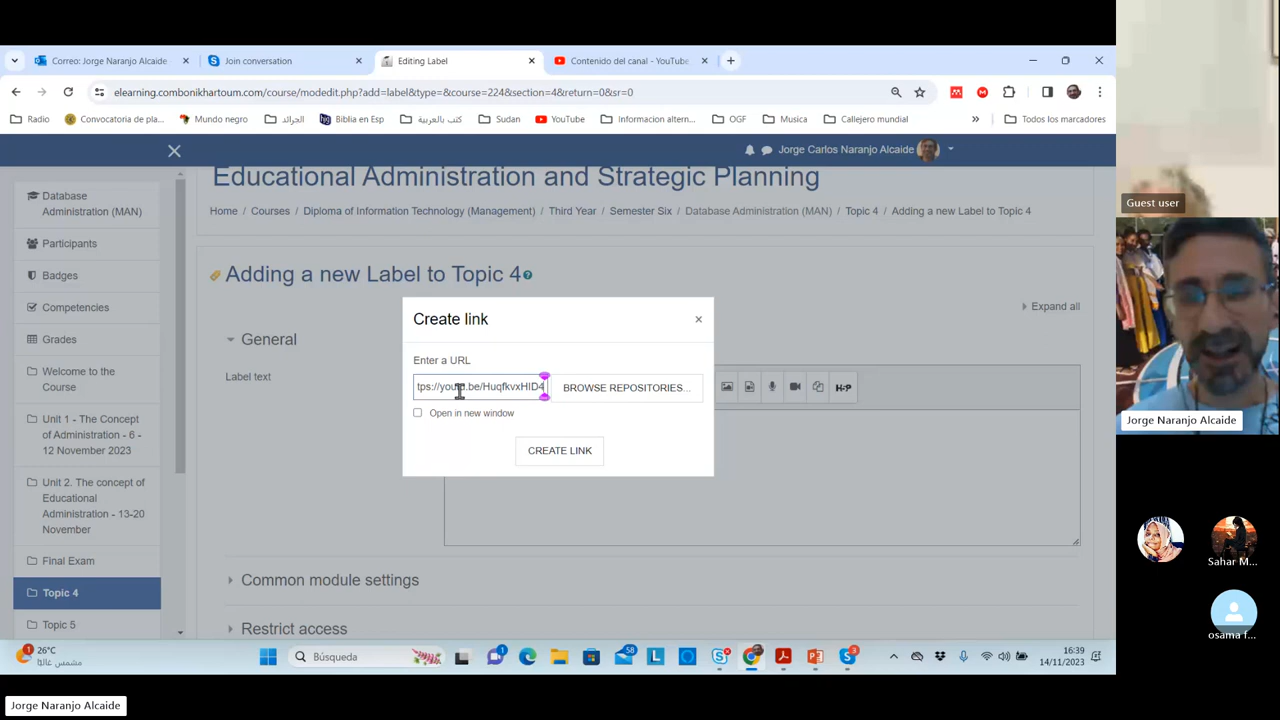 Correo: Jorge Naranjo Alcaide
Join conversation
Editing Label
Contenido del canal - YouTube
elearning.combonikhartoum.com/course/modedit.php?add=label&type=&course=224&section=4&return=0&sr=0
Radio
Convocatoria de pla...
Mundo negro
الجرائد
Biblia en Esp
كتب بالعربية
Sudan
YouTube
Informacion altern...
OGF
Musica
Callejero mundial
Todos los marcadores
Jorge Carlos Naranjo Alcaide
Database
Administration (MAN)
Participants
Badges
Competencies
Grades
Welcome to the
Course
Unit 1 - The Concept
of Administration - 6 -
12 November 2023
Unit 2. The concept of
Educational
Administration - 13-20
November
Final Exam
Topic 4
Topic 5
Educational Administration and Strategic Planning
Home / Courses / Diploma of Information Technology (Management) / Third Year / Semester Six / Database Administration (MAN) / Topic 4 / Adding a new Label to Topic 4
Adding a new Label to Topic 4
Expand all
General
Label text
H-P
Create link
×
Enter a URL
BROWSE REPOSITORIES...
Open in new window
CREATE LINK
Common module settings
Restrict access
26°C
مشمس غالبًا
Búsqueda
58
1
3
16:39
14/11/2023
Guest user
Jorge Naranjo Alcaide
Sahar M...
osama f...
Jorge Naranjo Alcaide